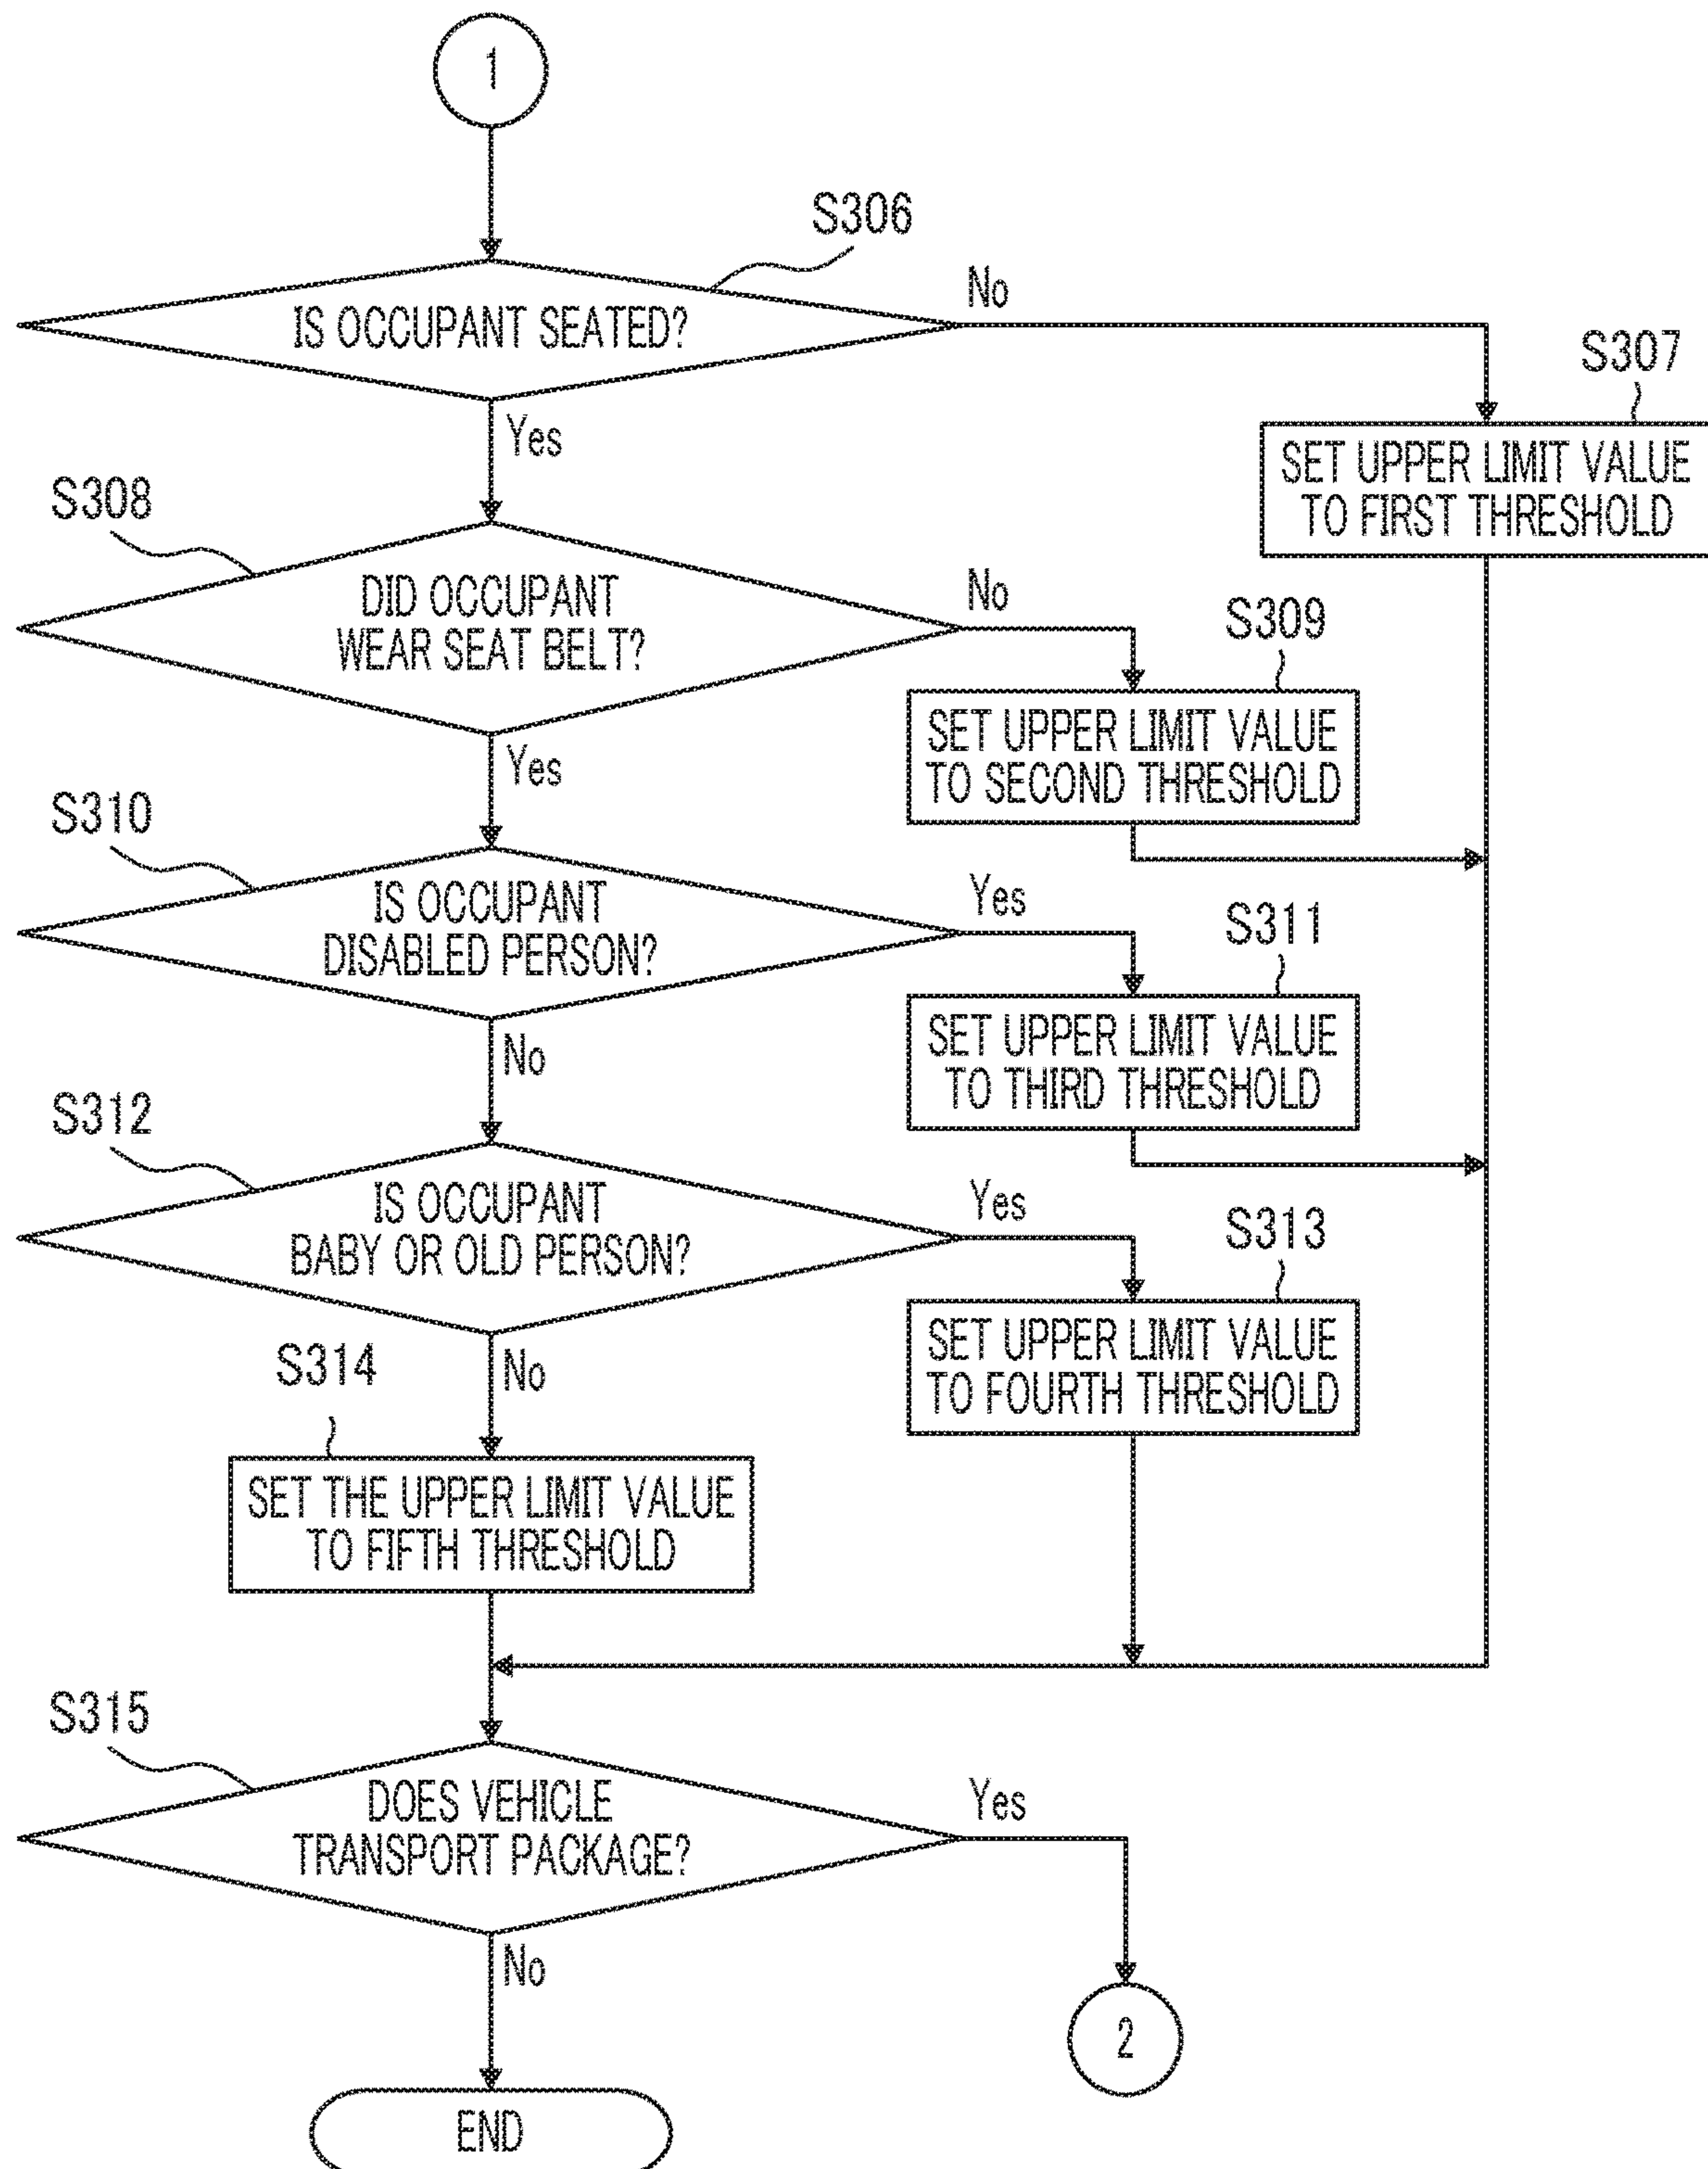 1
S306
IS OCCUPANT SEATED?
No
S307
Yes
SET UPPER LIMIT VALUE
TO FIRST THRESHOLD
S308
DID OCCUPANT
WEAR SEAT BELT?
No
S309
Yes
SET UPPER LIMIT VALUE
TO SECOND THRESHOLD
S310
IS OCCUPANT
DISABLED PERSON?
Yes
S311
No
SET UPPER LIMIT VALUE
TO THIRD THRESHOLD
S312
IS OCCUPANT
BABY OR OLD PERSON?
Yes
S313
No
SET UPPER LIMIT VALUE
TO FOURTH THRESHOLD
S314
SET THE UPPER LIMIT VALUE
TO FIFTH THRESHOLD
S315
DOES VEHICLE
TRANSPORT PACKAGE?
Yes
No
2
END